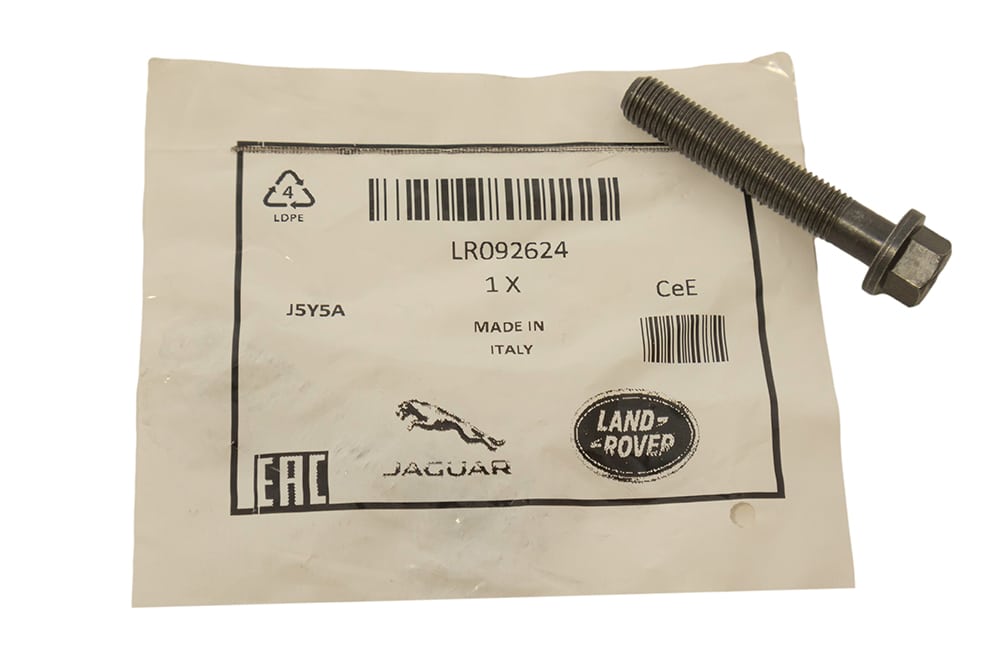 4
LDPE
LR092624
1 X
CeE
J5Y5A
MADE IN
ITALY
JAGUAR
LAND-
-ROVER
EAC